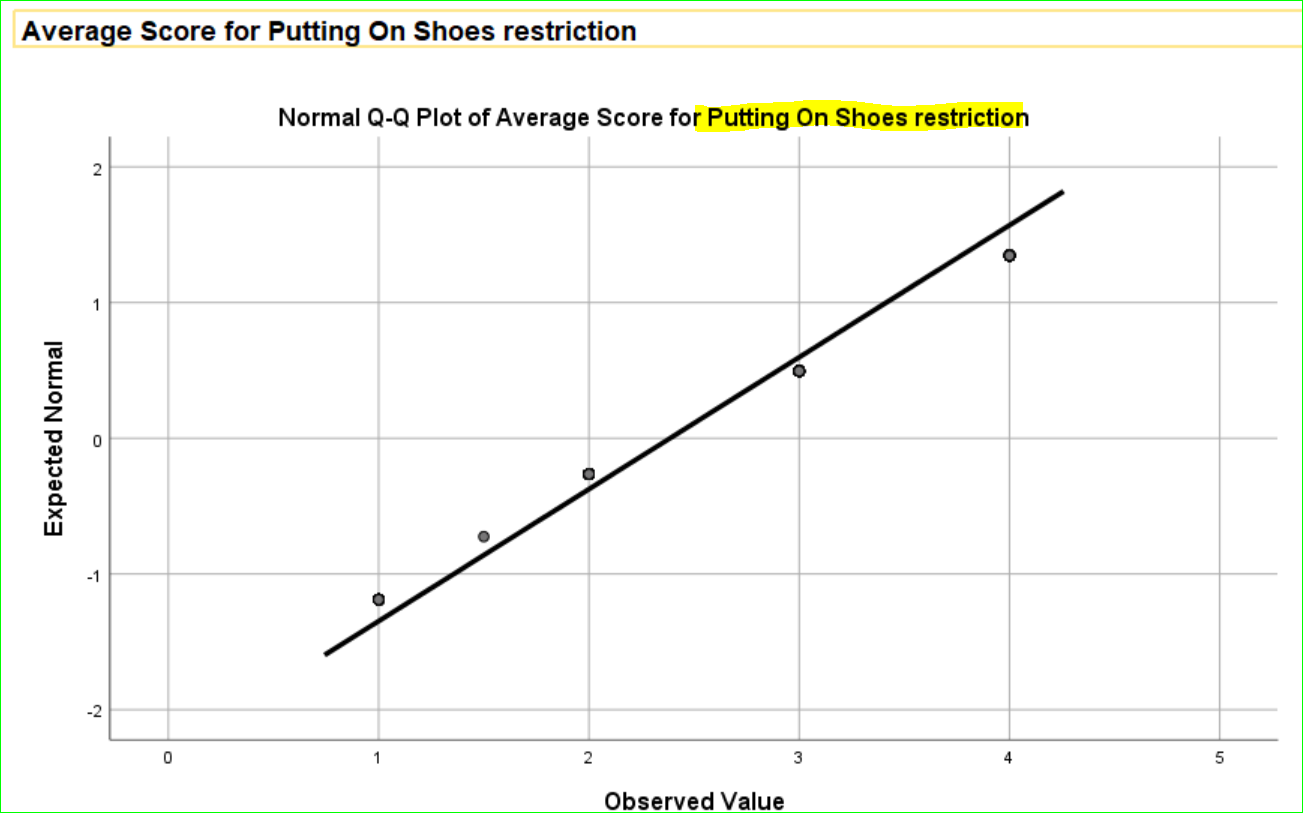 Average Score for Putting On Shoes restriction
Normal Q-Q Plot of Average Score for Putting On Shoes restriction
2
1
0
-1
-2
Expected Normal
0 1 2 3 4 5
Observed Value